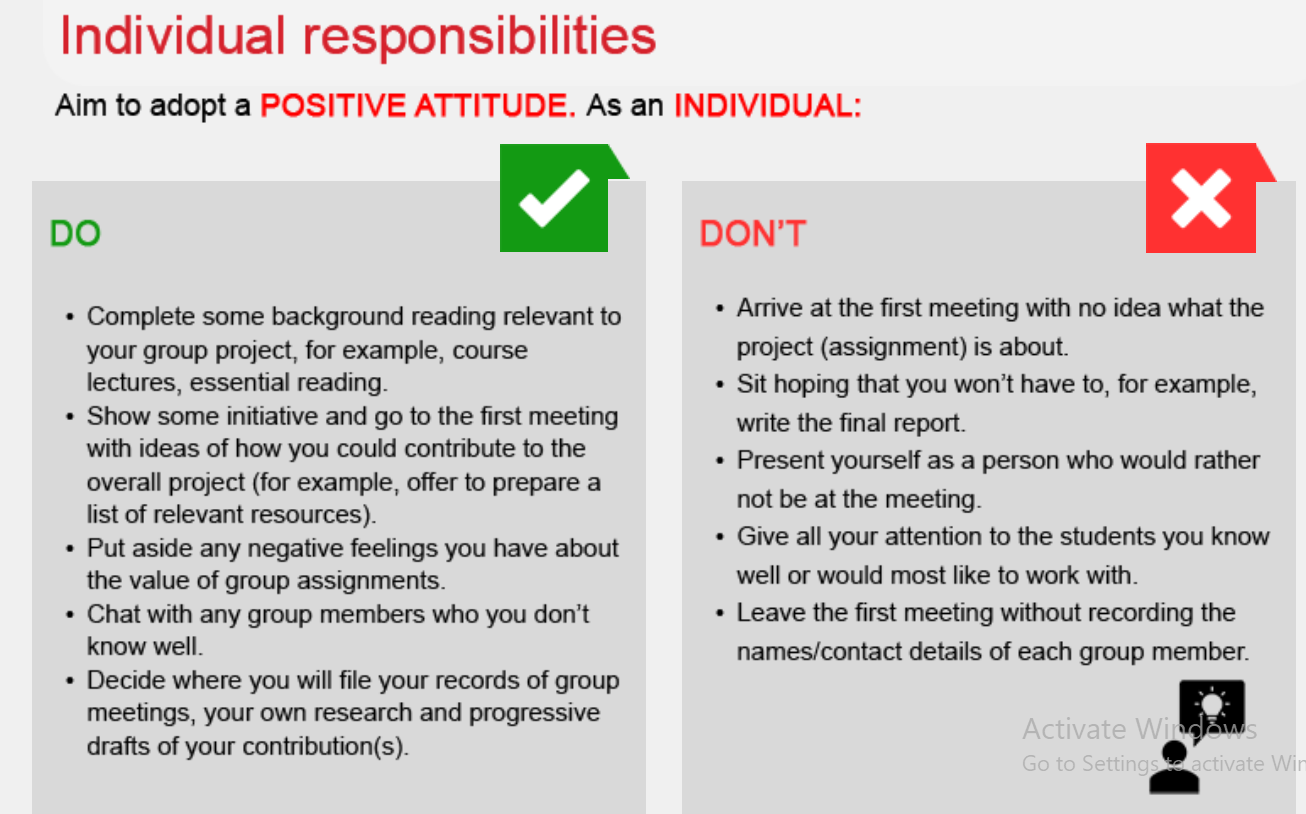 Individual responsibilities
Aim to adopt a POSITIVE ATTITUDE. As an INDIVIDUAL:
DO
• Complete some background reading relevant to
your group project, for example, course
lectures, essential reading.
• Show some initiative and go to the first meeting
with ideas of how you could contribute to the
overall project (for example, offer to prepare a
list of relevant resources).
• Put aside any negative feelings you have about
the value of group assignments.
• Chat with any group members who you don’t
know well.
• Decide where you will file your records of group
meetings, your own research and progressive
drafts of your contribution(s).
DON’T
• Arrive at the first meeting with no idea what the
project (assignment) is about.
• Sit hoping that you won’t have to, for example,
write the final report.
• Present yourself as a person who would rather
not be at the meeting.
• Give all your attention to the students you know
well or would most like to work with.
• Leave the first meeting without recording the
names/contact details of each group member.
Activate Windows
Go to Settings to activate Win